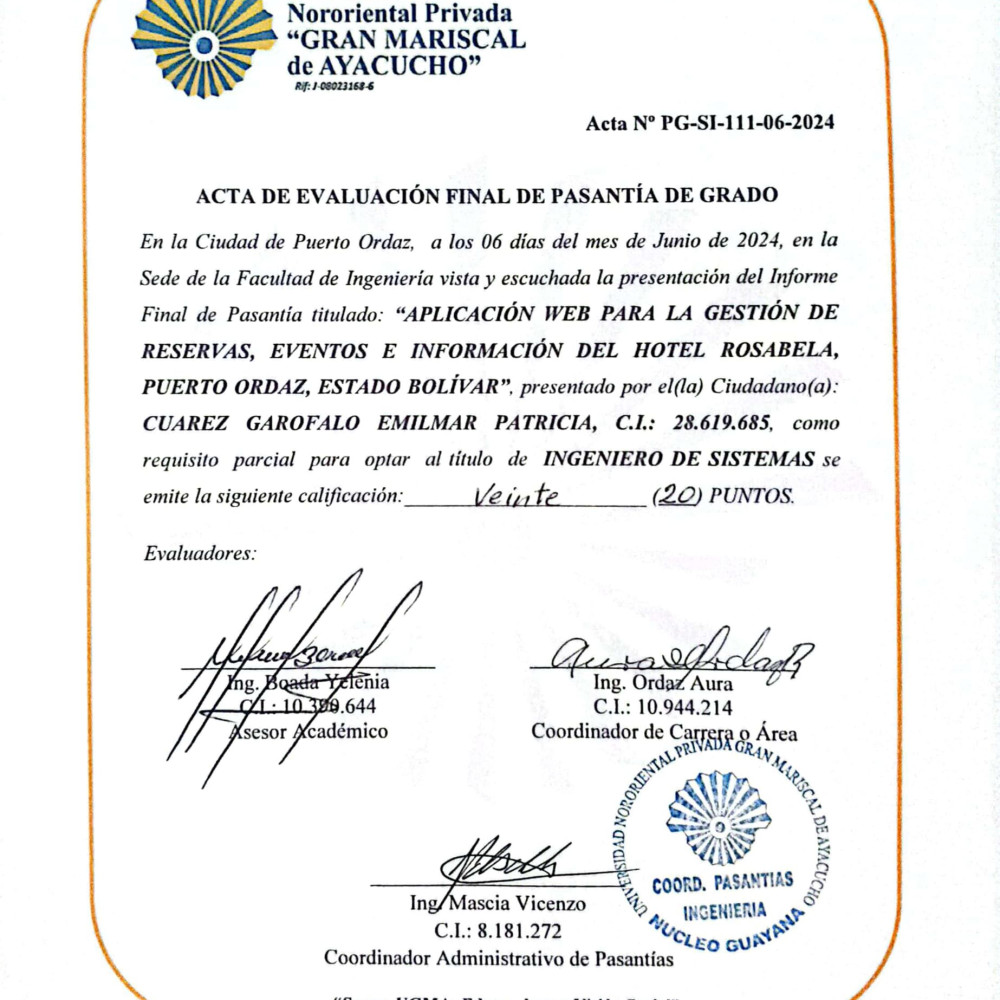 Nororiental Privada
“GRAN MARISCAL
de AYACUCHO”
Rif: J-08023168-6
Acta Nº PG-SI-111-06-2024
ACTA DE EVALUACIÓN FINAL DE PASANTÍA DE GRADO
En la Ciudad de Puerto Ordaz, a los 06 días del mes de Junio de 2024, en la
Sede de la Facultad de Ingeniería vista y escuchada la presentación del Informe
Final de Pasantía titulado: “APLICACIÓN WEB PARA LA GESTIÓN DE
RESERVAS, EVENTOS E INFORMACIÓN DEL HOTEL ROSABELA,
PUERTO ORDAZ, ESTADO BOLÍVAR”, presentado por el(la) Ciudadano(a):
CUAREZ GAROFALO EMILMAR PATRICIA, C.I.: 28.619.685, como
requisito parcial para optar al título de INGENIERO DE SISTEMAS se
emite la siguiente calificación: Veinte (20) PUNTOS.
Evaluadores:
Ing. Boada Yelenia
C.I.: 10.390.644
Asesor Académico
Ing. Ordaz Aura
C.I.: 10.944.214
Coordinador de Carrera o Área
UNIVERSIDAD NORORIENTAL PRIVADA GRAN MARISCAL DE AYACUCHO
COORD. PASANTIAS
INGENIERIA
NUCLEO GUAYANA
Ing. Mascia Vicenzo
C.I.: 8.181.272
Coordinador Administrativo de Pasantías